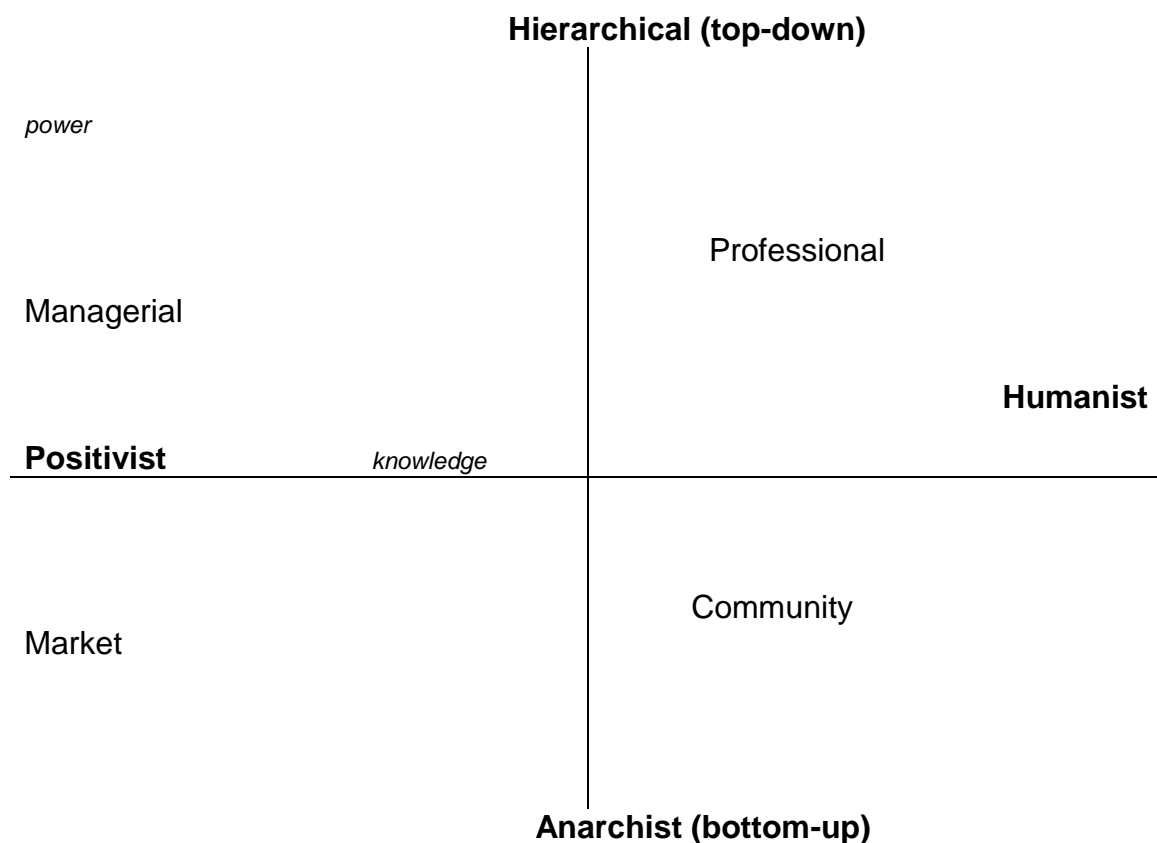 Hierarchical (top-down)
power
Professional
Managerial
Humanist
Positivist
knowledge
Community
Market
Anarchist (bottom-up)